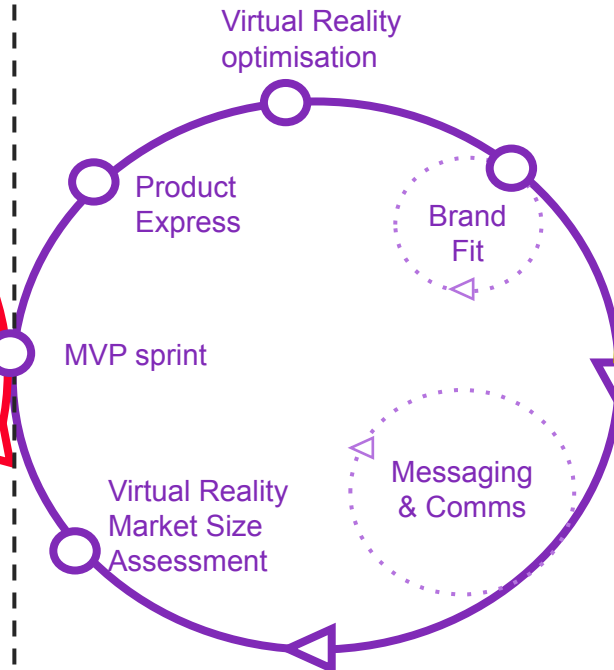 Virtual Reality
optimisation
Product
Express
Brand
Fit
MVP sprint
Messaging
& Comms
Virtual Reality
Market Size
Assessment